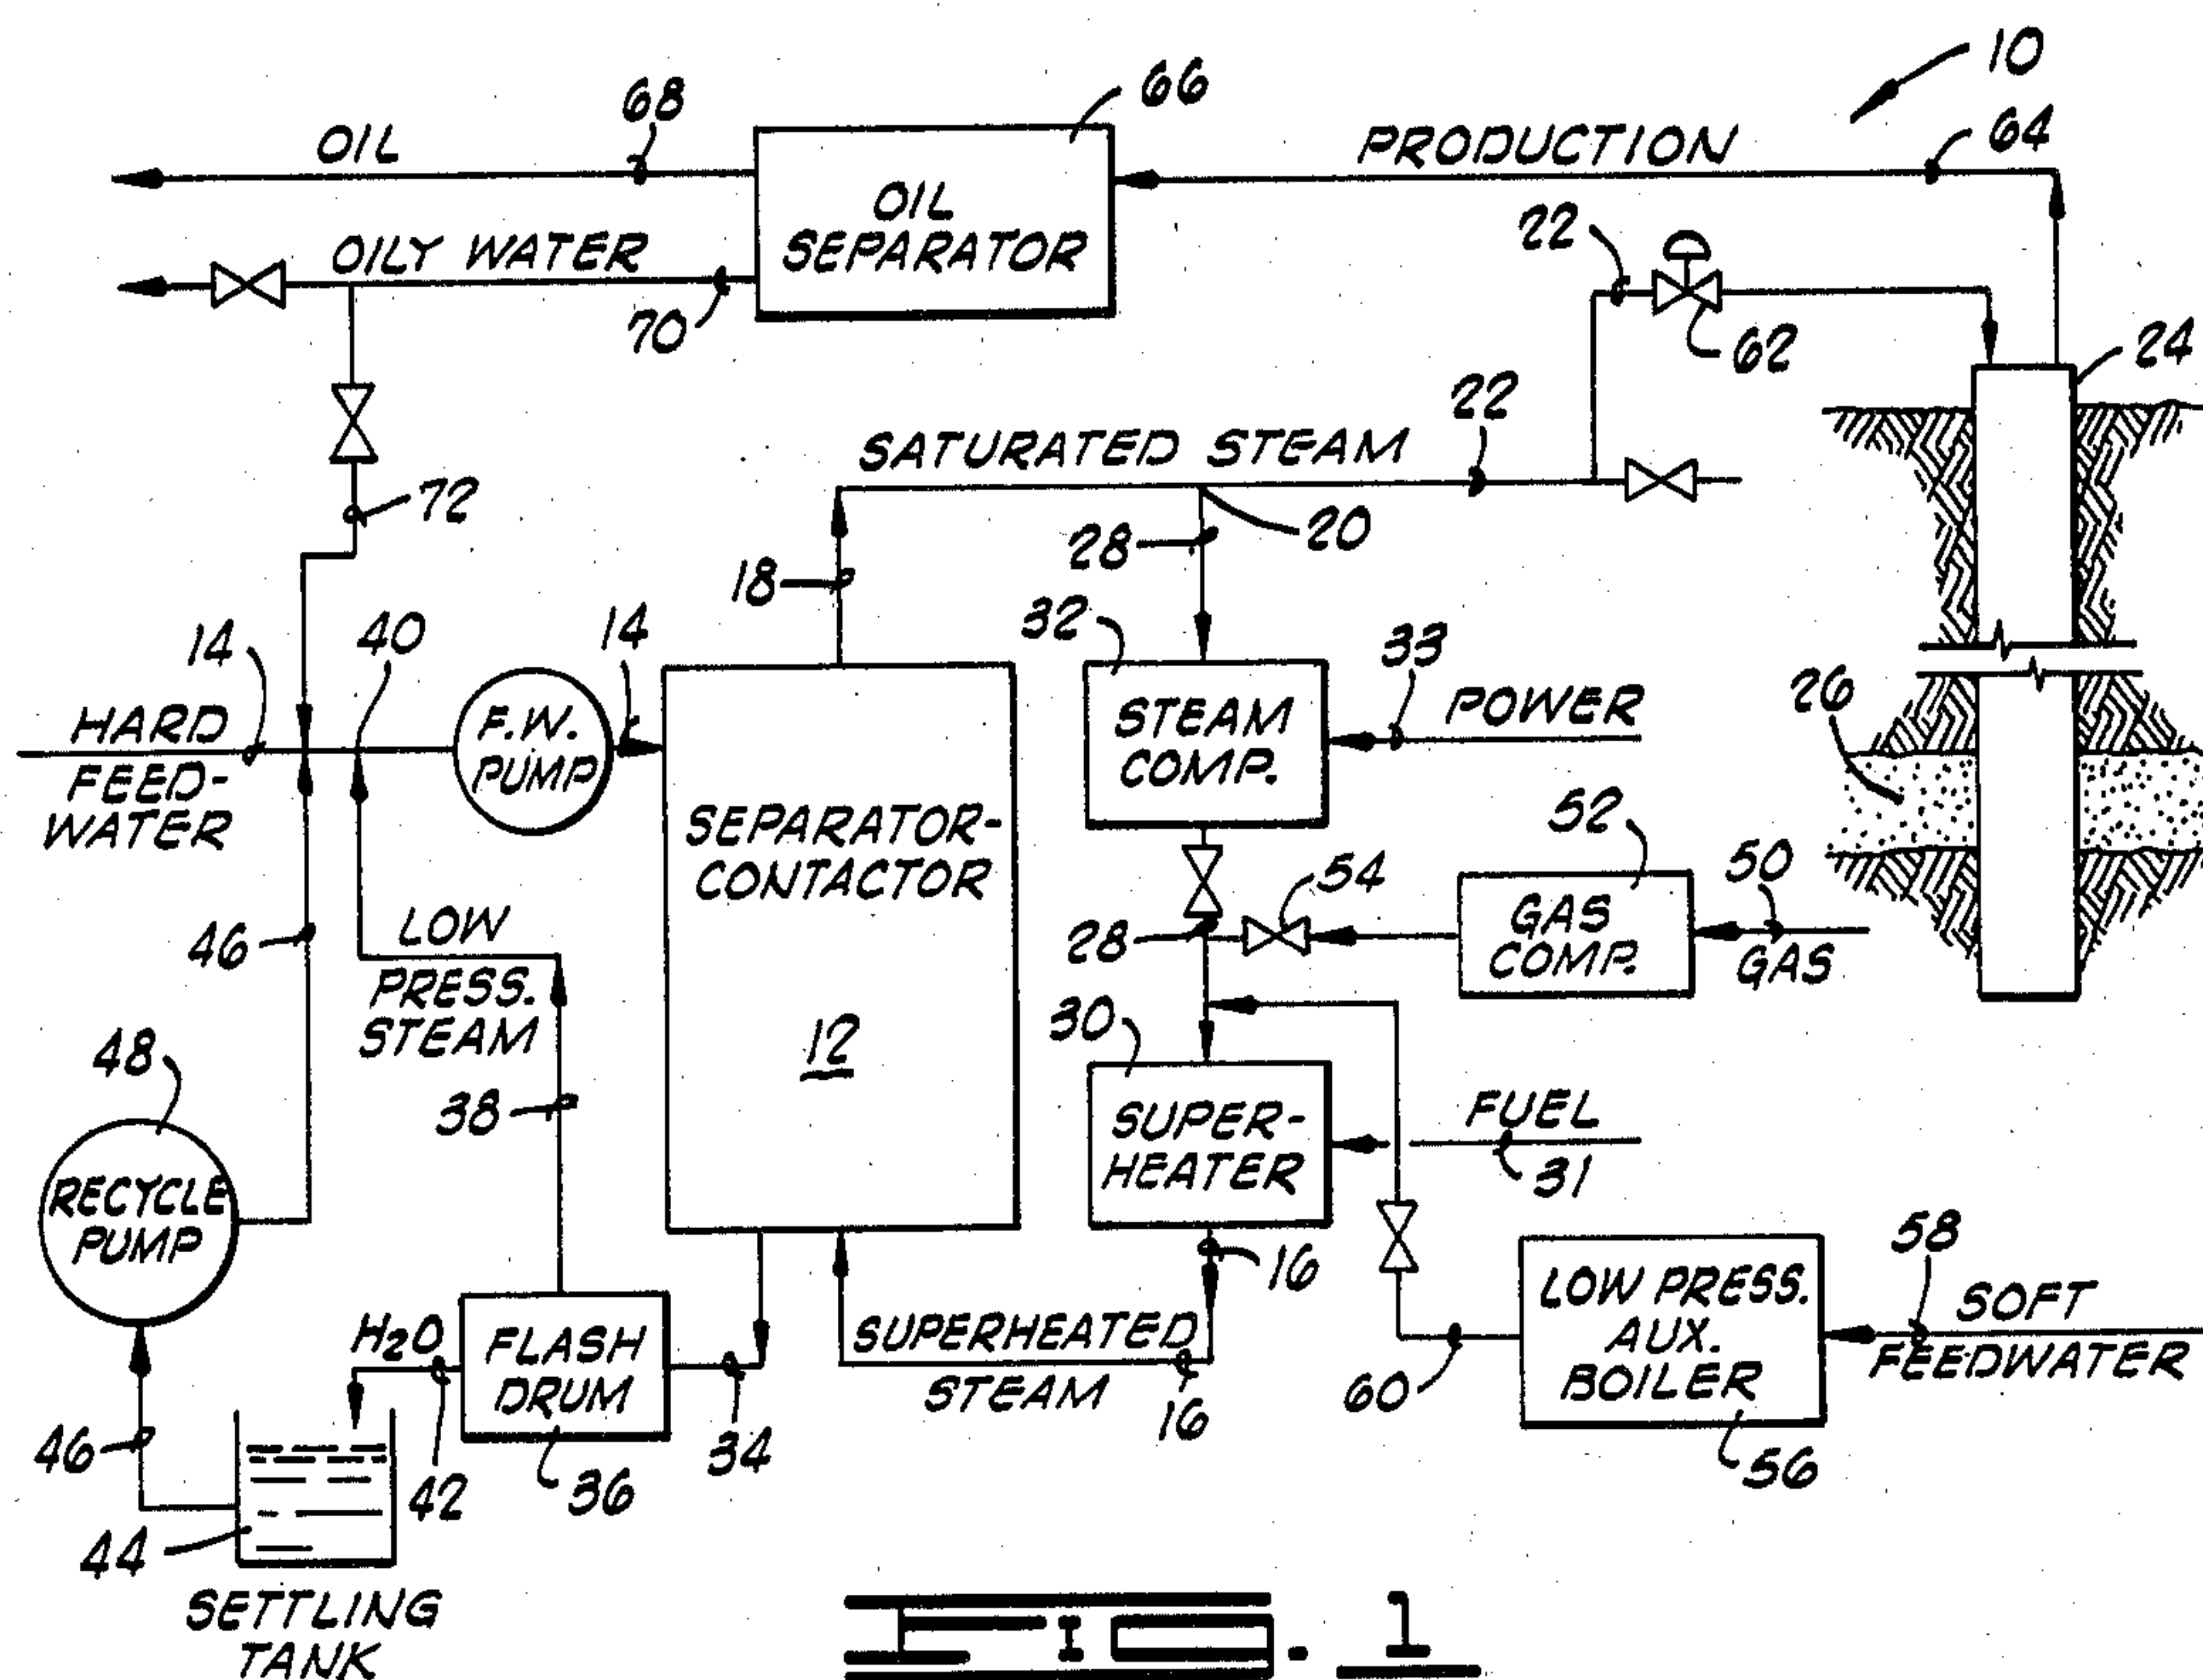 10
66
68
OIL
PRODUCTION
64
OIL
SEPARATOR
22
OILY WATER
70
62
24
22
SATURATED STEAM
72
20
28
18
32
33
14
40
14
HARD
FEED-
WATER
F.W.
PUMP
STEAM
COMP.
POWER
26
SEPARATOR-
CONTACTOR
12
52
54
50
GAS
COMP.
GAS
28
46
LOW
PRESS.
STEAM
30
48
38
SUPER-
HEATER
FUEL
31
RECYCLE
PUMP
16
58
LOW PRESS.
AUX.
BOILER
SOFT
FEEDWATER
H2O
FLASH
DRUM
SUPERHEATED
STEAM
60
16
34
46
42
36
56
44
SETTLING
TANK
FIG. 1